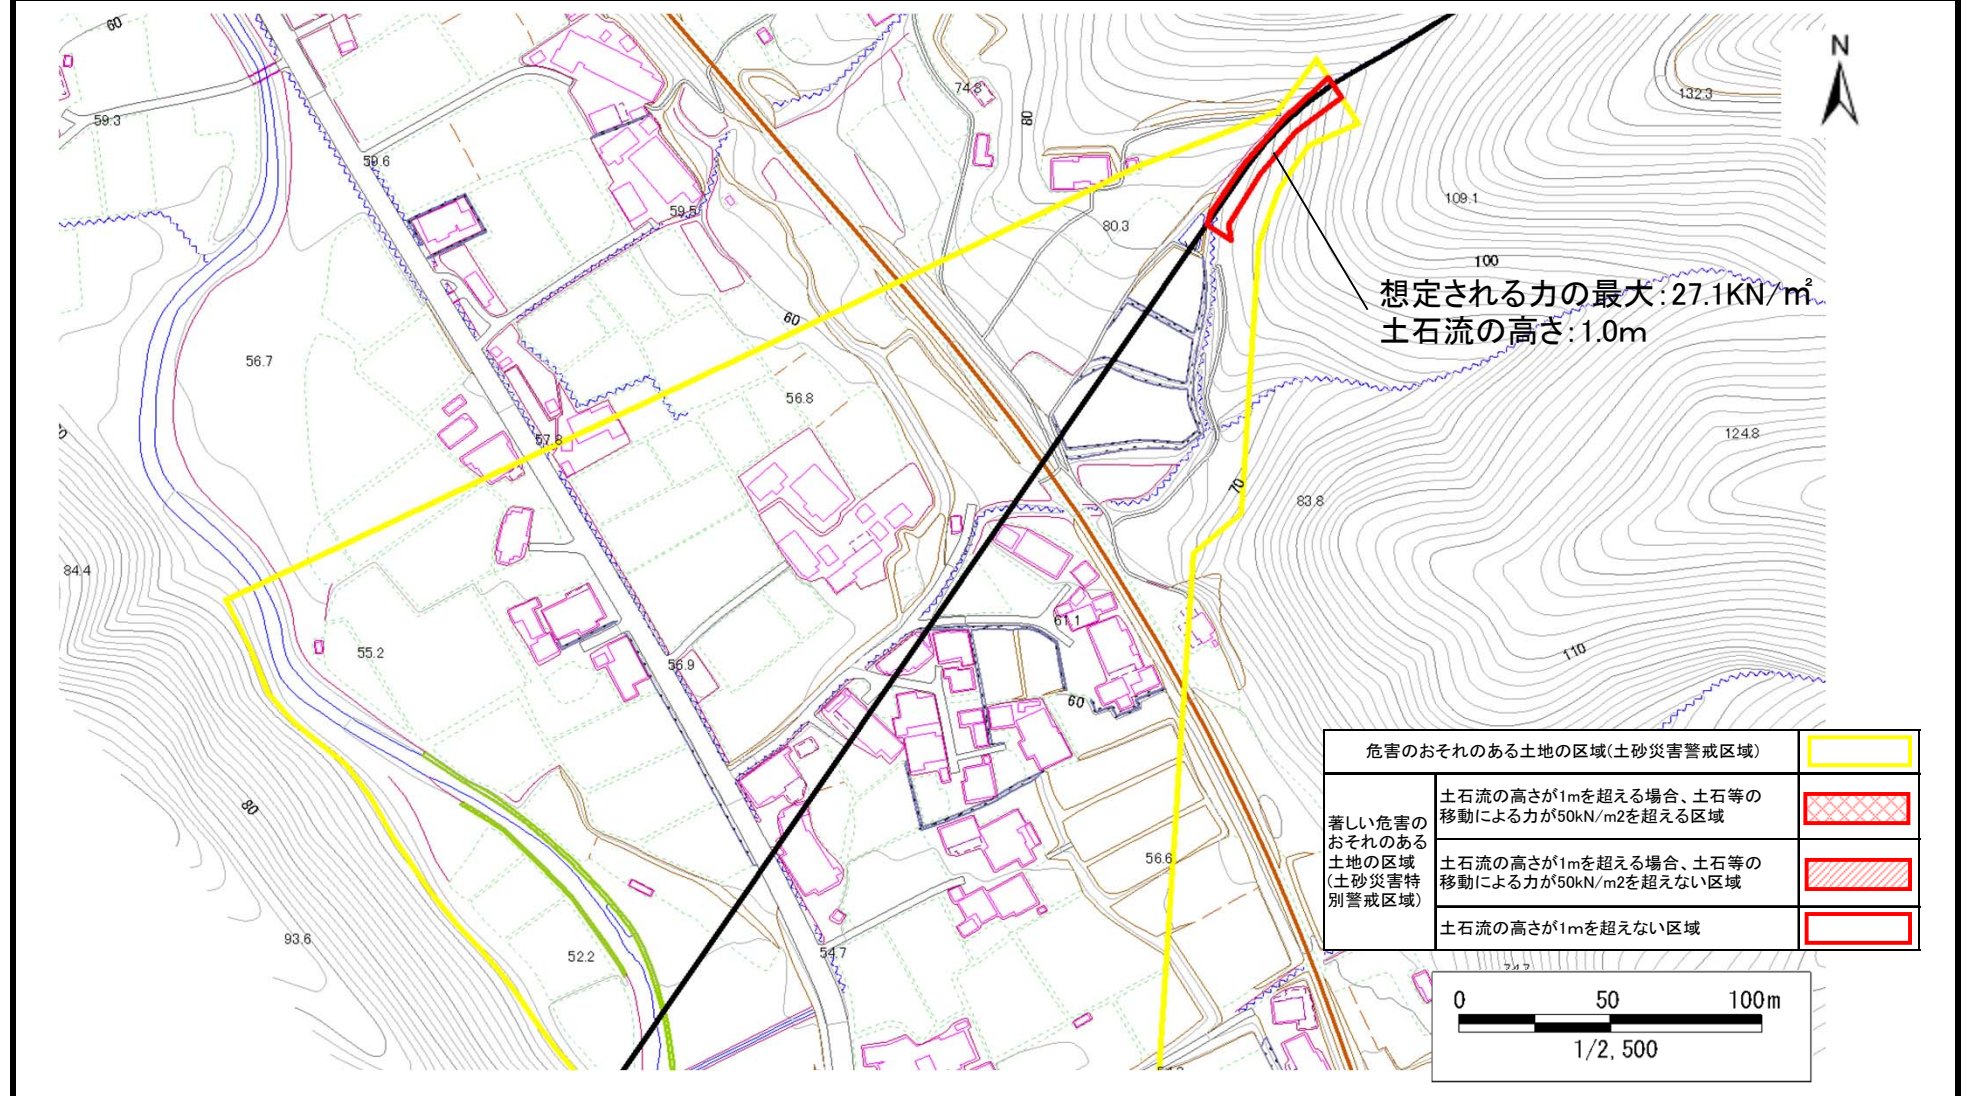 60
N
74.8
132.3
59.3
80
59.6
59.5
109.1
80.3
100
想定される力の最大:27.1KN/㎡
土石流の高さ:1.0m
60
56.7
56.8
57.8
124.8
70
83.8
84.4
61.1
55.2
56.9
110
60
危害のおそれのある土地の区域(土砂災害警戒区域)
著しい危害の
おそれのある
土地の区域
(土砂災害特
別警戒区域)
土石流の高さが1mを超える場合、土石等の
移動による力が50kN/m2を超える区域
土石流の高さが1mを超える場合、土石等の
移動による力が50kN/m2を超えない区域
土石流の高さが1mを超えない区域
80
56.6
93.6
52.2
54.7
0 50 100m
1/2,500